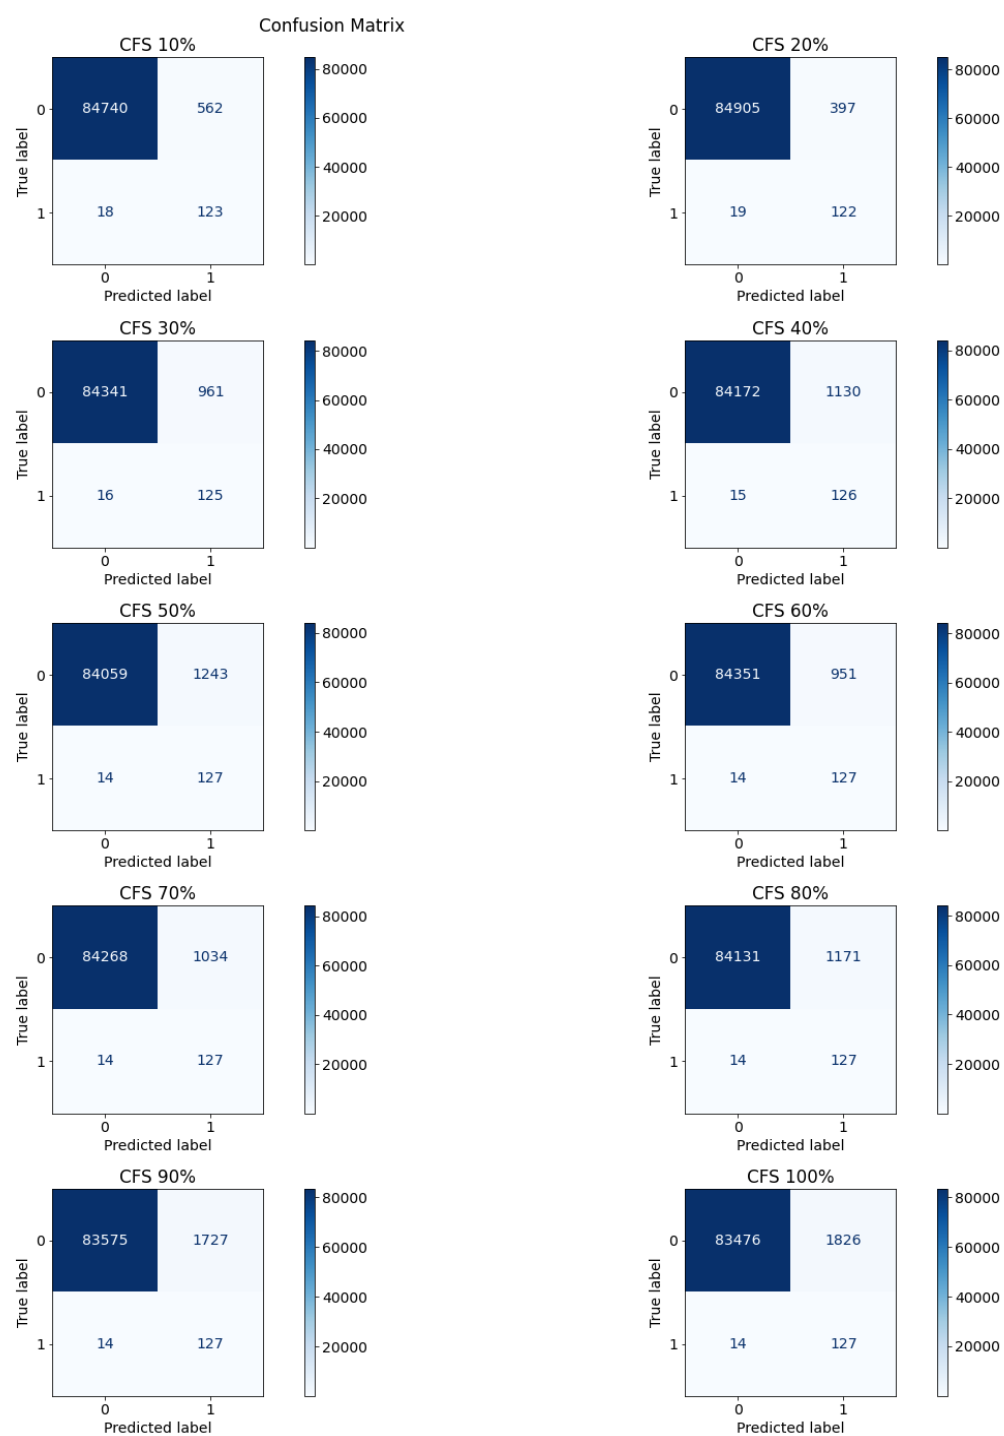 Confusion Matrix
CFS 10%
CFS 20%
0 84740 562 80000
0 84905 397 80000
60000
60000
40000
40000
1 18 123 20000
1 19 122 20000
True label
True label
0 1
0 1
Predicted label
Predicted label
CFS 30%
CFS 40%
0 84341 961 80000
0 84172 1130 80000
60000
60000
40000
40000
1 16 125 20000
1 15 126 20000
True label
True label
0 1
0 1
Predicted label
Predicted label
CFS 50%
CFS 60%
0 84059 1243 80000
0 84351 951 80000
60000
60000
40000
40000
1 14 127 20000
1 14 127 20000
True label
True label
0 1
0 1
Predicted label
Predicted label
CFS 70%
CFS 80%
0 84268 1034 80000
0 84131 1171 80000
60000
60000
40000
40000
1 14 127 20000
1 14 127 20000
True label
True label
0 1
0 1
Predicted label
Predicted label
CFS 90%
CFS 100%
0 83575 1727 80000
0 83476 1826 80000
60000
60000
40000
40000
1 14 127 20000
1 14 127 20000
True label
True label
0 1
0 1
Predicted label
Predicted label